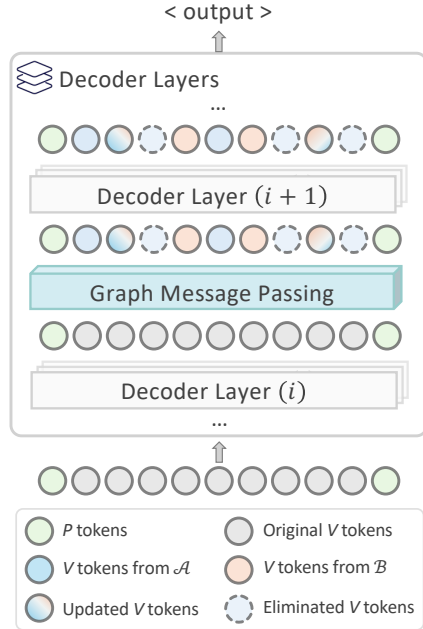 < output >
Decoder Layers
...
Decoder Layer (i + 1)
Graph Message Passing
Decoder Layer (i)
...
P tokens
Original V tokens
V tokens from 𝒜
V tokens from ℬ
Updated V tokens
Eliminated V tokens